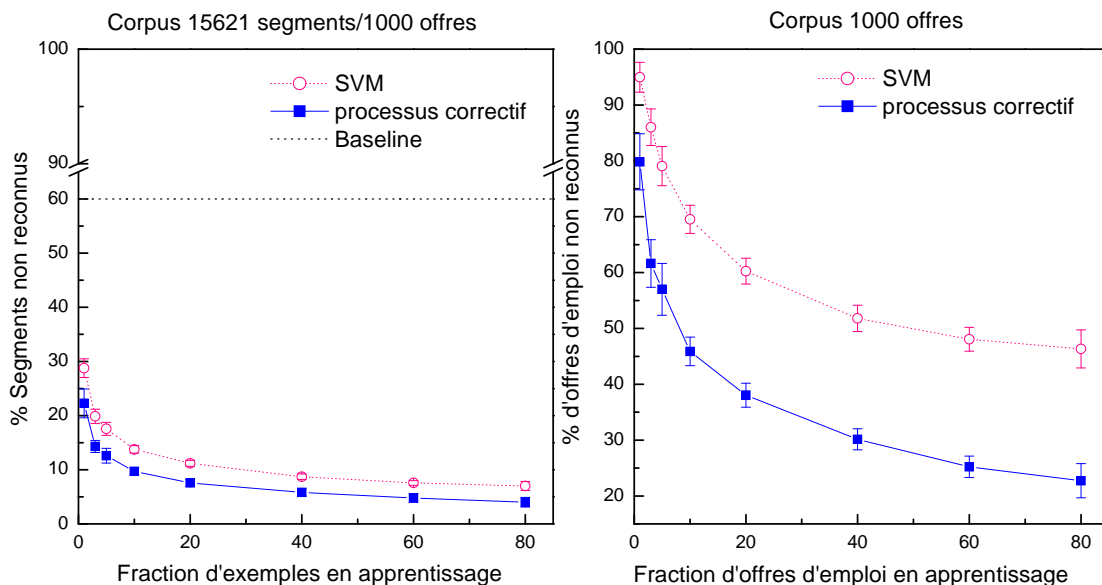 Corpus 15621 segments/1000 offres
100
90
60
50
40
30
20
10
0
% Segments non reconnus
SVM
processus correctif
Baseline
0 20 40 60 80
Fraction d'exemples en apprentissage
Corpus 1000 offres
100
90
80
70
60
50
40
30
20
% d'offres d'emploi non reconnus
SVM
processus correctif
0 20 40 60 80
Fraction d'offres d'emploi en apprentissage